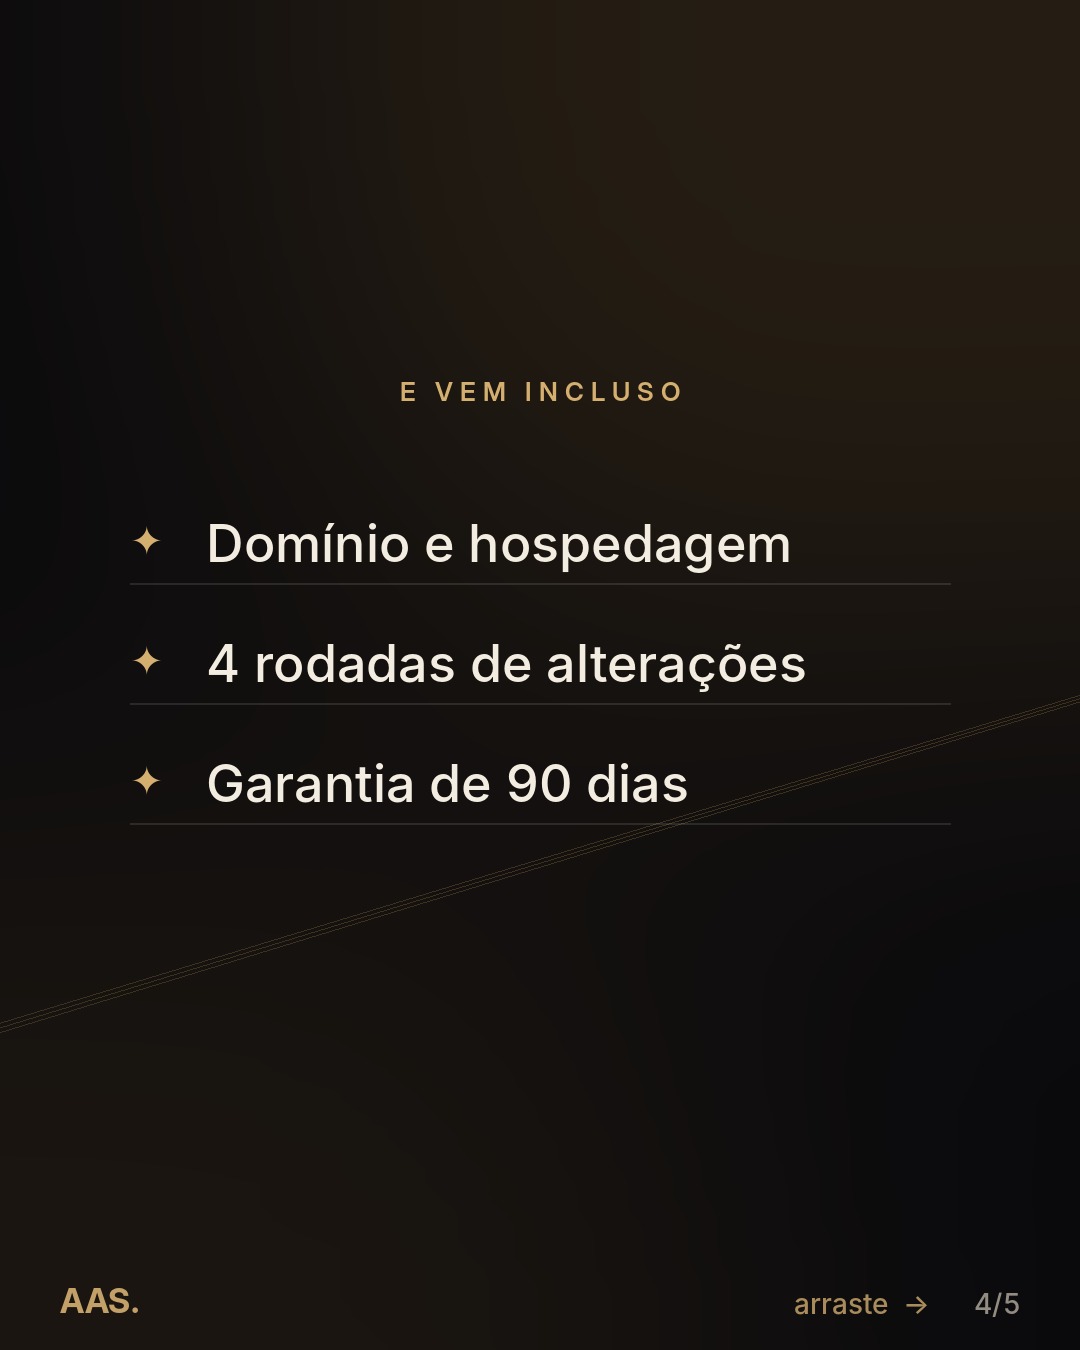 E VEM INCLUSO
✦ Domínio e hospedagem
✦ 4 rodadas de alterações
✦ Garantia de 90 dias
AAS.
arraste → 4/5